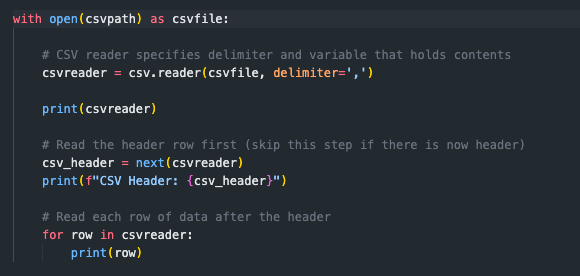 with open(csvpath) as csvfile:
# CSV reader specifies delimiter and variable that holds contents
csvreader = csv.reader(csvfile, delimiter=',')
print(csvreader)
# Read the header row first (skip this step if there is now header)
csv_header = next(csvreader)
print(f"CSV Header: {csv_header}")
# Read each row of data after the header
for row in csvreader:
print(row)